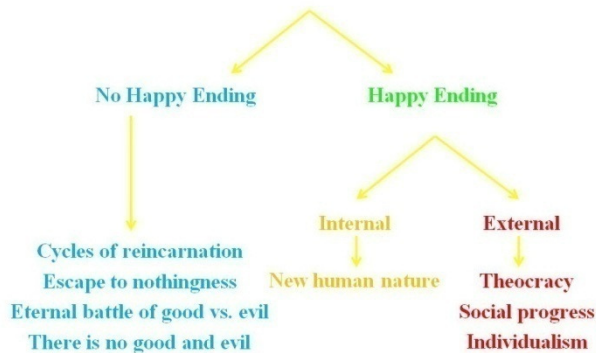 No Happy Ending
Happy Ending
Internal
External
Cycles of reincarnation
Escape to nothingness
Eternal battle of good vs. evil
There is no good and evil
New human nature
Theocracy
Social progress
Individualism